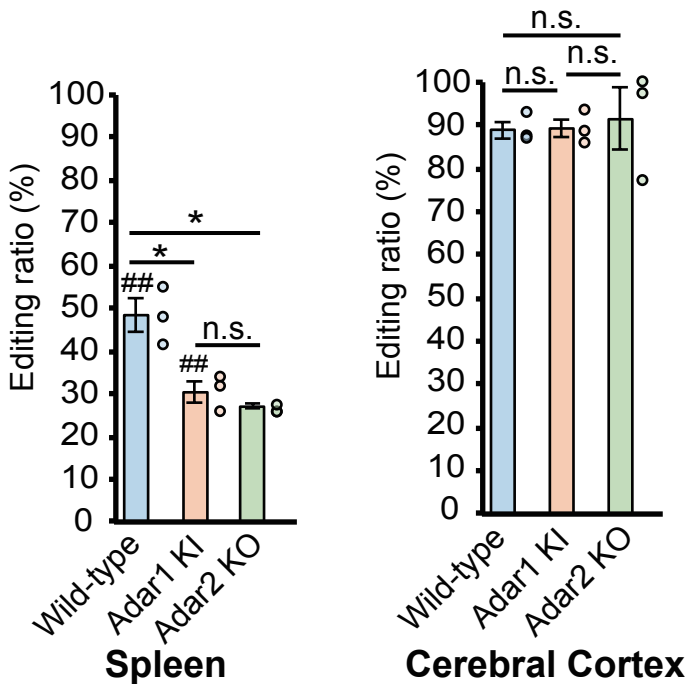 n.s.
n.s.
n.s.
Editing ratio (%)
100
90
80
70
60
50
40
30
20
10
0
*
*
##
n.s.
##
Wild-type
Adar1 KI
Adar2 KO
Spleen
Editing ratio (%)
100
90
80
70
60
50
40
30
20
10
0
Wild-type
Adar1 KI
Adar2 KO
Cerebral Cortex